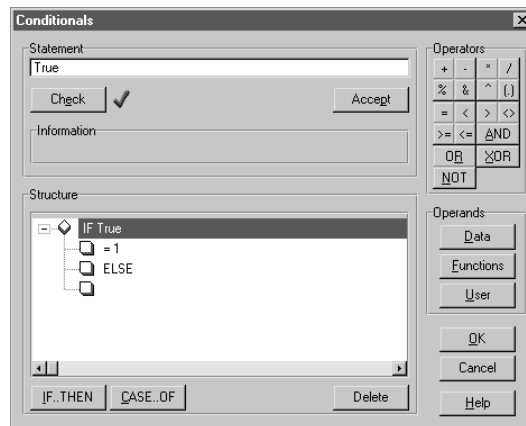 Conditionals
Statement
True
Check
Accept
Information
Structure
IF True
= 1
ELSE
IF..THEN
CASE..OF
Delete
Operators
+ - * /
% & ^ (.)
= < > <>
>= <= AND
OR XOR
NOT
Operands
Data
Functions
User
OK
Cancel
Help